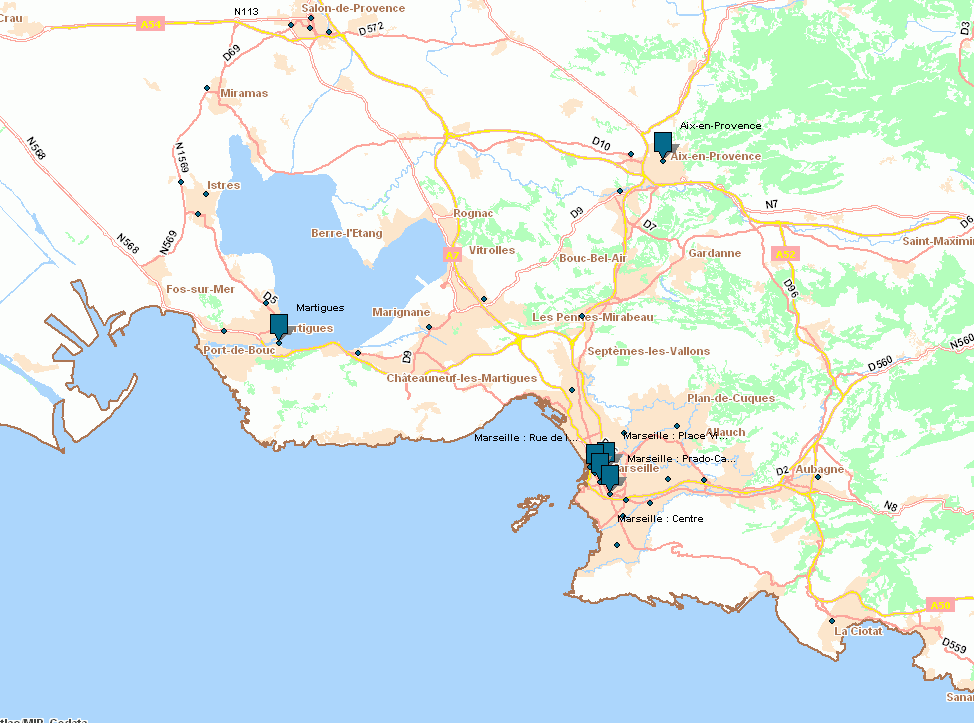 Salon-de-Provence
N113
Crau
A54
D572
D3
D69
Miramas
N568
Aix-en-Provence
D10
Aix-en-Provence
N1569
Istres
N7
D9
Rognac
D6
D7
Berre-l'Etang
N568
N569
Saint-Maximi
Vitrolles
A7
Gardanne
A52
Bouc-Bel-Air
D96
Fos-sur-Mer
D5
Martigues
Marignane
Les Pennes-Mirabeau
artigues
N560
Port-de-Bouc
Septèmes-les-Vallons
D9
D560
Châteauneuf-les-Martigues
Plan-de-Cuques
Allauch
Marseille : Rue de l...
Marseille : Place Vi...
Marseille : Prado-Ca...
arseille
D2
Aubagne
N8
Marseille : Centre
A50
La Ciotat
D559
Sanar
tlas/MIP, Geodata